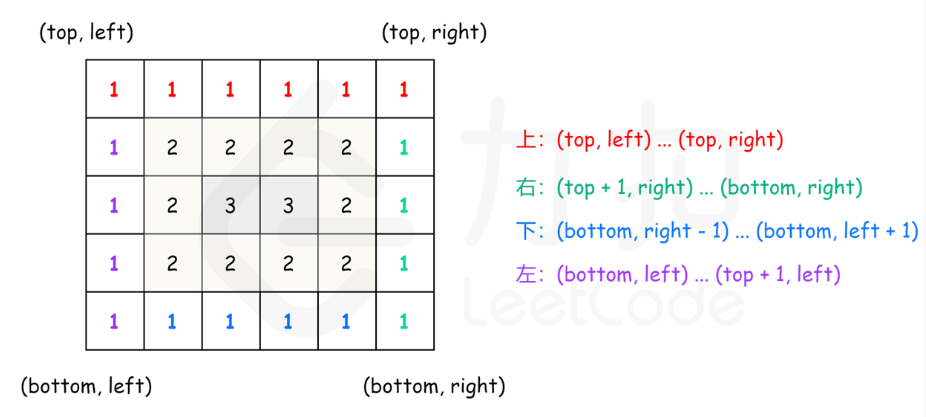 (top, left) (top, right)
1 1 1 1 1 1
1 2 2 2 2 1
1 2 3 3 2 1
1 2 2 2 2 1
1 1 1 1 1 1
(bottom, left) (bottom, right)
上：(top, left) ... (top, right)
右：(top + 1, right) ... (bottom, right)
下：(bottom, right - 1) ... (bottom, left + 1)
左：(bottom, left) ... (top + 1, left)
力扣
LeetCode